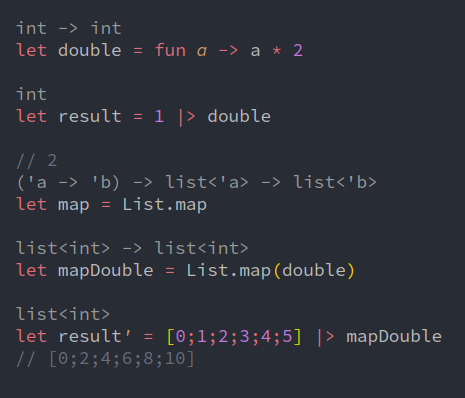 int -> int
let double = fun a -> a * 2
int
let result = 1 |> double
// 2
('a -> 'b) -> list<'a> -> list<'b>
let map = List.map
list<int> -> list<int>
let mapDouble = List.map(double)
list<int>
let result' = [0;1;2;3;4;5] |> mapDouble
// [0;2;4;6;8;10]